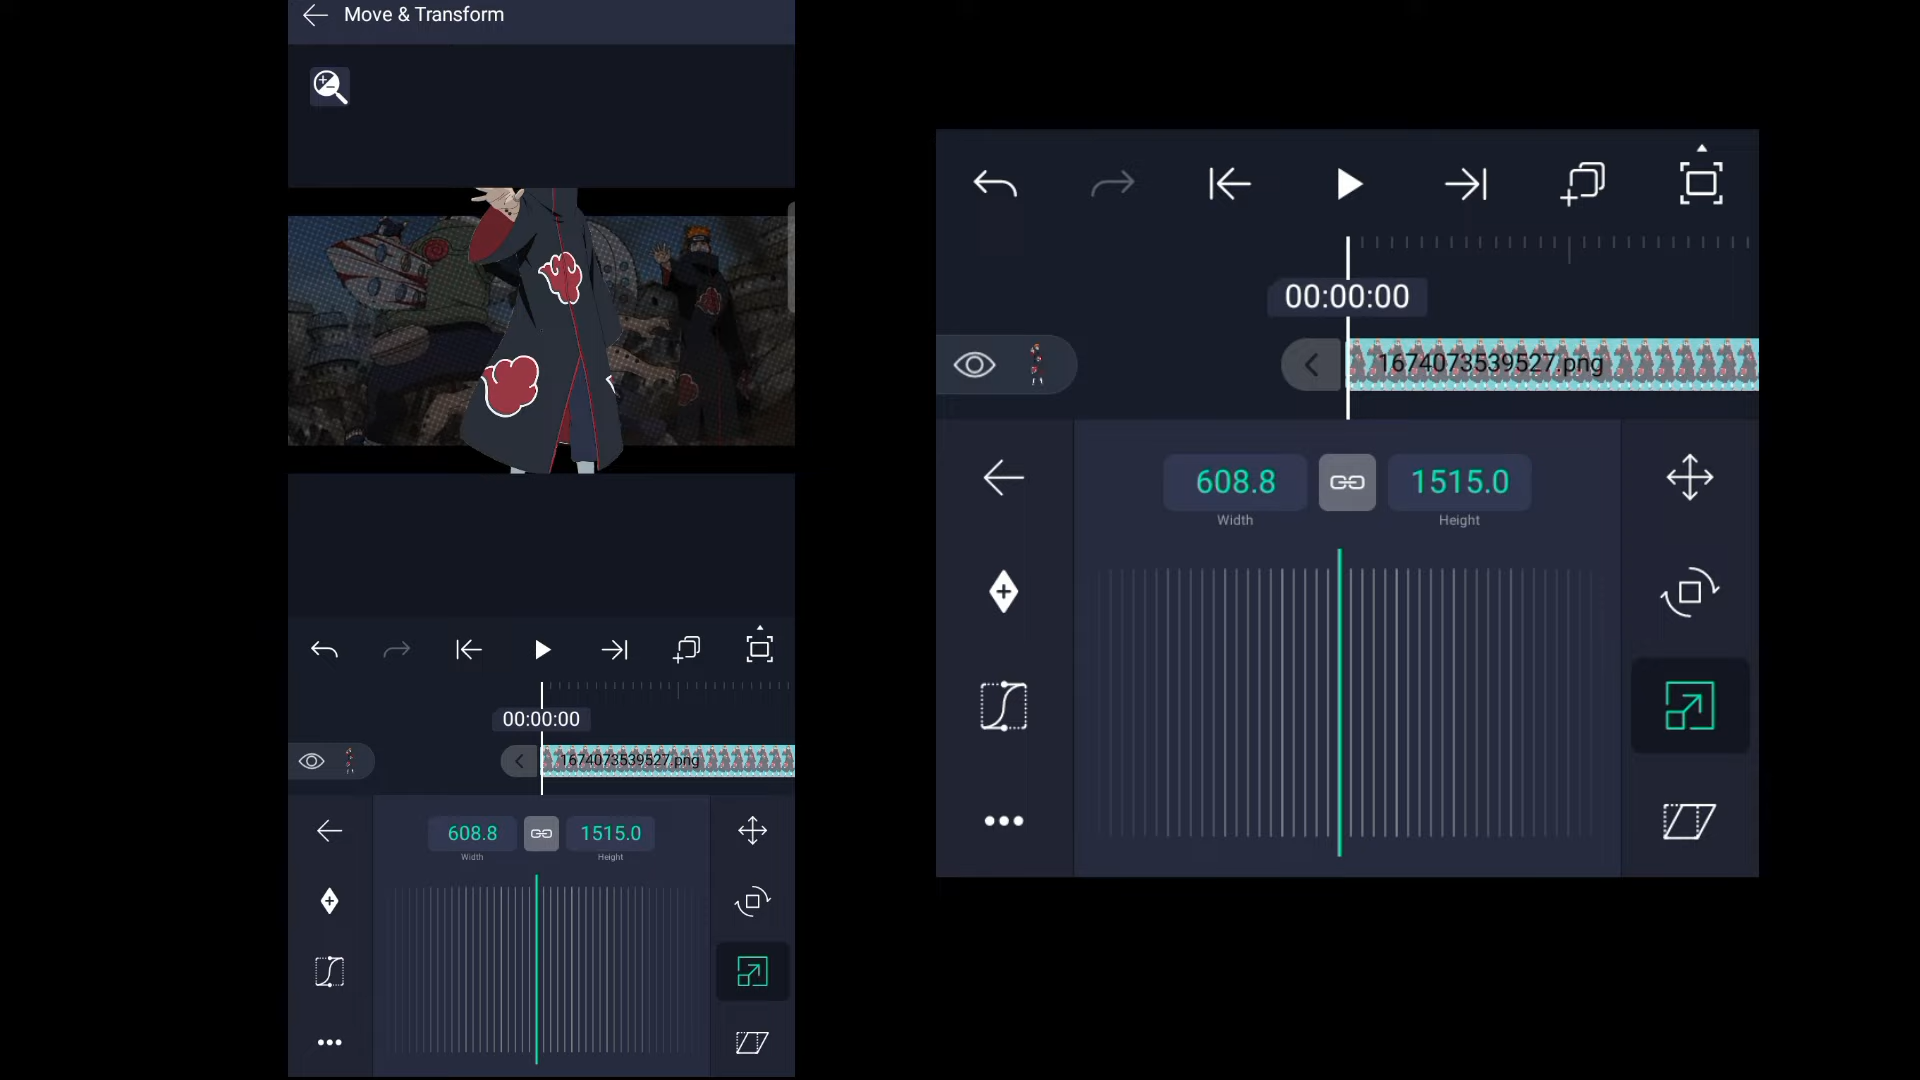 Move & Transform
00:00:00
1674073539527.png
608.8
1515.0
Width
Height
00:00:00
1674073539527.png
608.8
1515.0
Width
Height